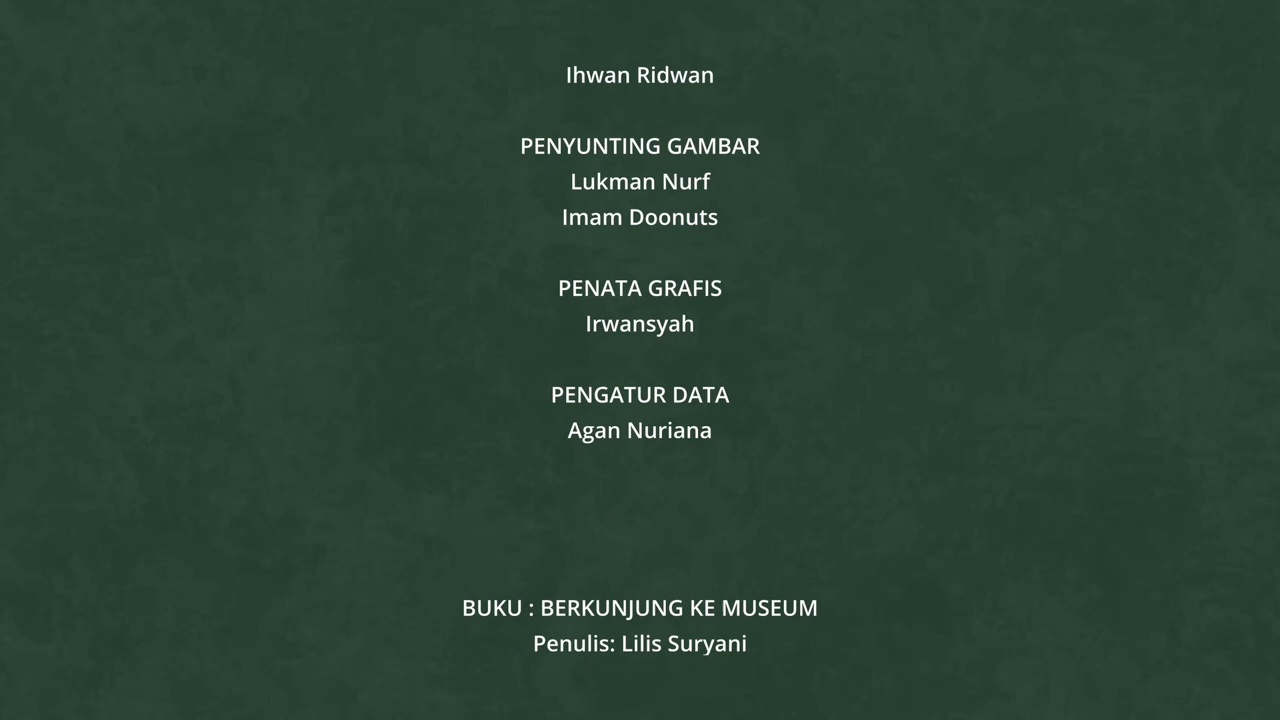 Ihwan Ridwan
PENYUNTING GAMBAR
Lukman Nurf
Imam Doonuts
PENATA GRAFIS
Irwansyah
PENGATUR DATA
Agan Nuriana
BUKU : BERKUNJUNG KE MUSEUM
Penulis: Lilis Suryani